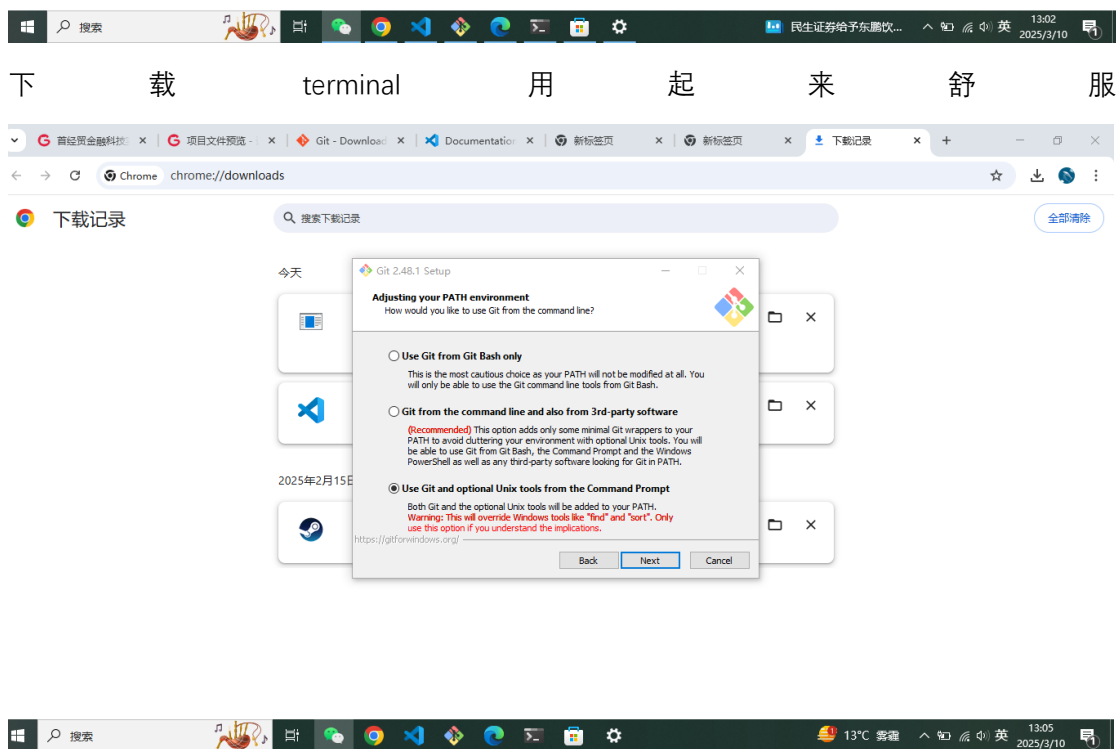 搜索
民生证券给予东鹏饮...
英
13:02
2025/3/10
下载terminal用起来舒服
首经贸金融科技
项目文件预览 -
Git - Download
Documentation
新标签页
新标签页
下载记录
Chrome
chrome://downloads
下载记录
搜索下载记录
全部清除
今天
Git 2.48.1 Setup
Adjusting your PATH environment
How would you like to use Git from the command line?
Use Git from Git Bash only
This is the most cautious choice as your PATH will not be modified at all. You
will only be able to use the Git command line tools from Git Bash.
Git from the command line and also from 3rd-party software
(Recommended) This option adds only some minimal Git wrappers to your
PATH to avoid cluttering your environment with optional Unix tools. You will
be able to use Git from Git Bash, the Command Prompt and the Windows
PowerShell as well as any third-party software looking for Git in PATH.
2025年2月15日
Use Git and optional Unix tools from the Command Prompt
Both Git and the optional Unix tools will be added to your PATH.
Warning: This will override Windows tools like "find" and "sort". Only
use this option if you understand the implications.
https://gitforwindows.org/
Back
Next
Cancel
搜索
13°C 雾霾
英
13:05
2025/3/10